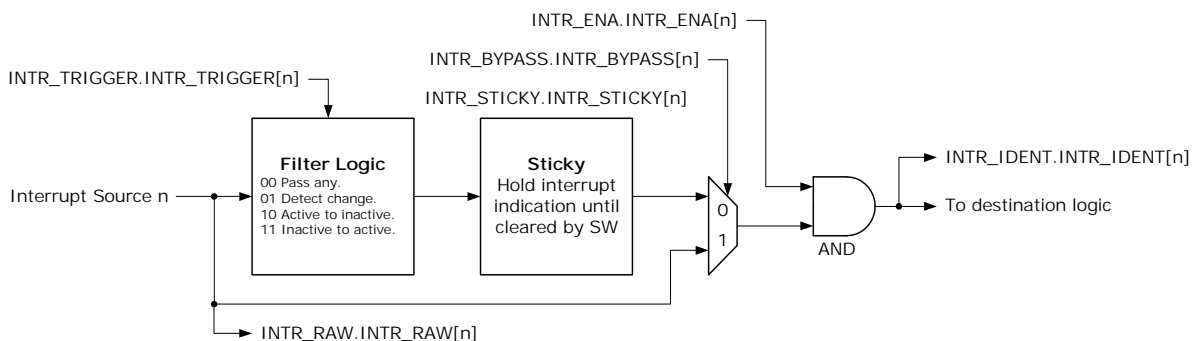 INTR_ENA.INTR_ENA[n]
INTR_BYPASS.INTR_BYPASS[n]
INTR_TRIGGER.INTR_TRIGGER[n]
INTR_STICKY.INTR_STICKY[n]
Filter Logic
00 Pass any.
01 Detect change.
10 Active to inactive.
11 Inactive to active.
Sticky
Hold interrupt
indication until
cleared by SW
Interrupt Source n
0
1
AND
INTR_IDENT.INTR_IDENT[n]
To destination logic
INTR_RAW.INTR_RAW[n]